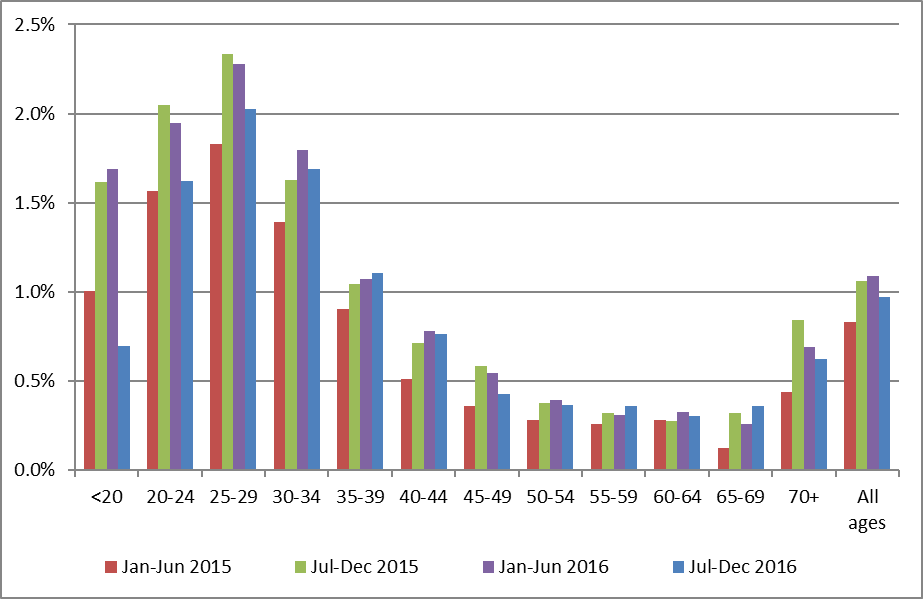 2.5%
2.0%
1.5%
1.0%
0.5%
0.0%
<20 20-24 25-29 30-34 35-39 40-44 45-49 50-54 55-59 60-64 65-69 70+ All
ages
Jan-Jun 2015 Jul-Dec 2015 Jan-Jun 2016 Jul-Dec 2016